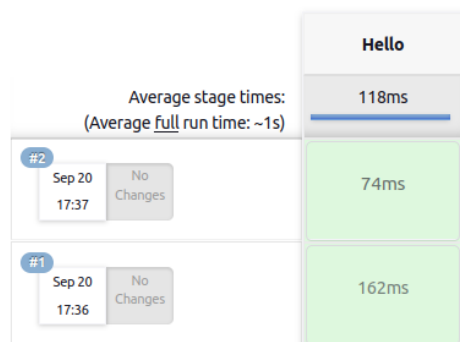 Hello
Average stage times:
118ms
(Average full run time: ~1s)
#2
Sep 20
No
Changes
17:37
74ms
#1
Sep 20
No
Changes
17:36
162ms